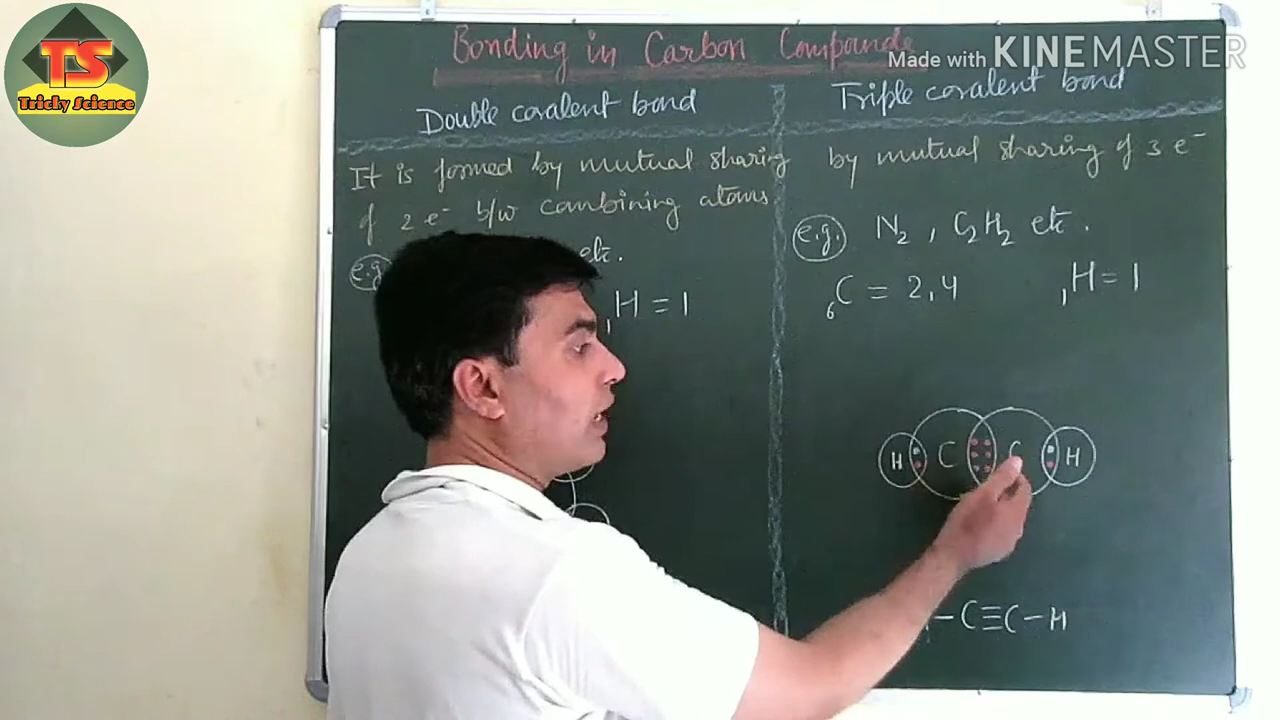 TS
Tricky Science
Made with KINEMASTER
Bonding in Carbon Compounds
Double covalent bond
It is formed by mutual sharing
of 2 e⁻ b/w combining atoms
e.g. etc.
₁H = 1
Triple covalent bond
by mutual sharing of 3 e⁻
e.g. N₂, C₂H₂ etc.
₆C = 2,4 ₁H = 1
H C C H
-C≡C-H